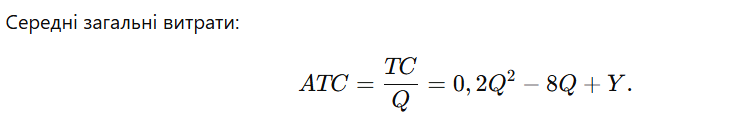 Середні загальні витрати:
ATC = TC/Q = 0, 2Q² − 8Q + Y.